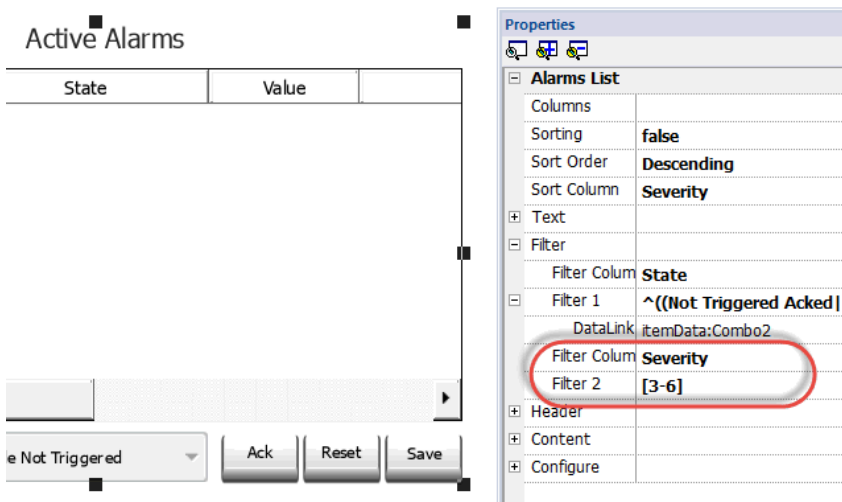 Active Alarms
State Value
e Not Triggered
Ack Reset Save
Properties
Alarms List
Columns
Sorting false
Sort Order Descending
Sort Column Severity
Text
Filter
Filter Colum State
Filter 1 ^((Not Triggered Acked|
DataLink itemData:Combo2
Filter Colum Severity
Filter 2 [3-6]
Header
Content
Configure